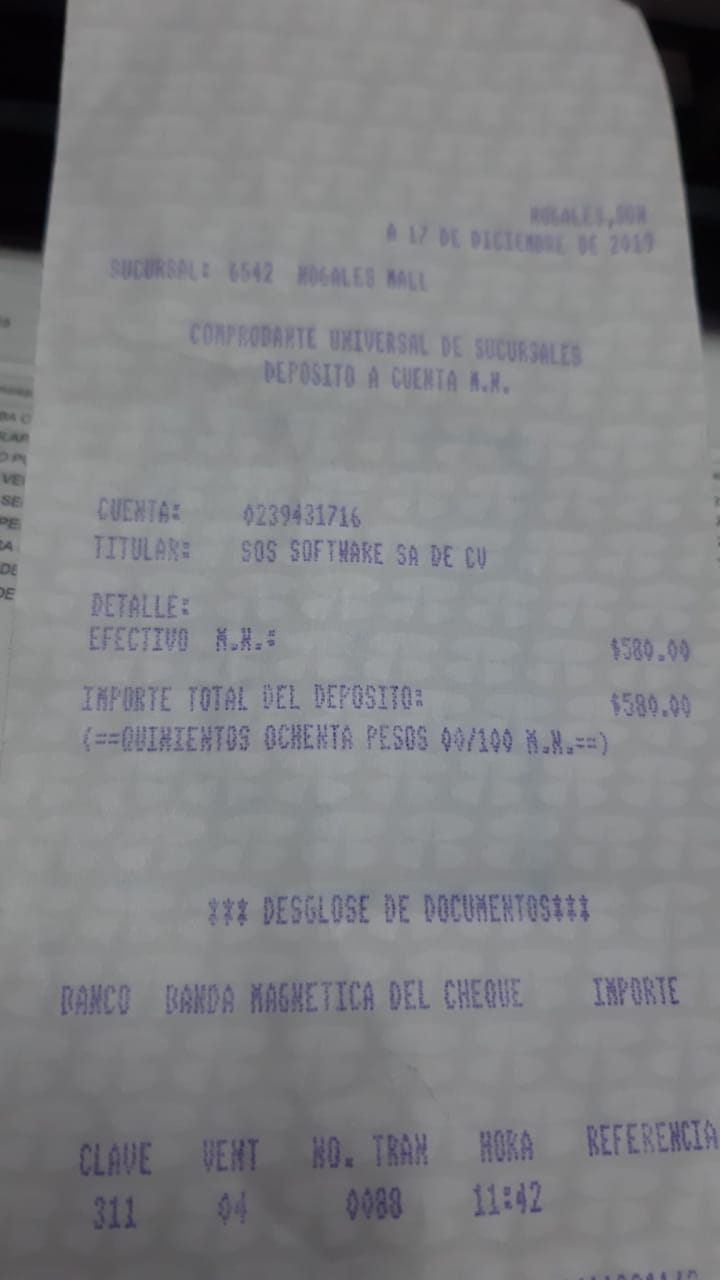 NOGALES,SON
A 17 DE DICIEMBRE DE 2019
SUCURSAL: 6542 NOGALES MALL
COMPROBANTE UNIVERSAL DE SUCURSALES
DEPOSITO A CUENTA M.N.
CUENTA: 0239431716
TITULAR: SOS SOFTWARE SA DE CV
DETALLE:
EFECTIVO M.N.: $580.00
IMPORTE TOTAL DEL DEPOSITO: $580.00
(==QUINIENTOS OCHENTA PESOS 00/100 M.N.==)
*** DESGLOSE DE DOCUMENTOS***
BANCO BANDA MAGNETICA DEL CHEQUE IMPORTE
CLAVE VENT NO. TRAN HORA REFERENCIA
311 04 0088 11:42